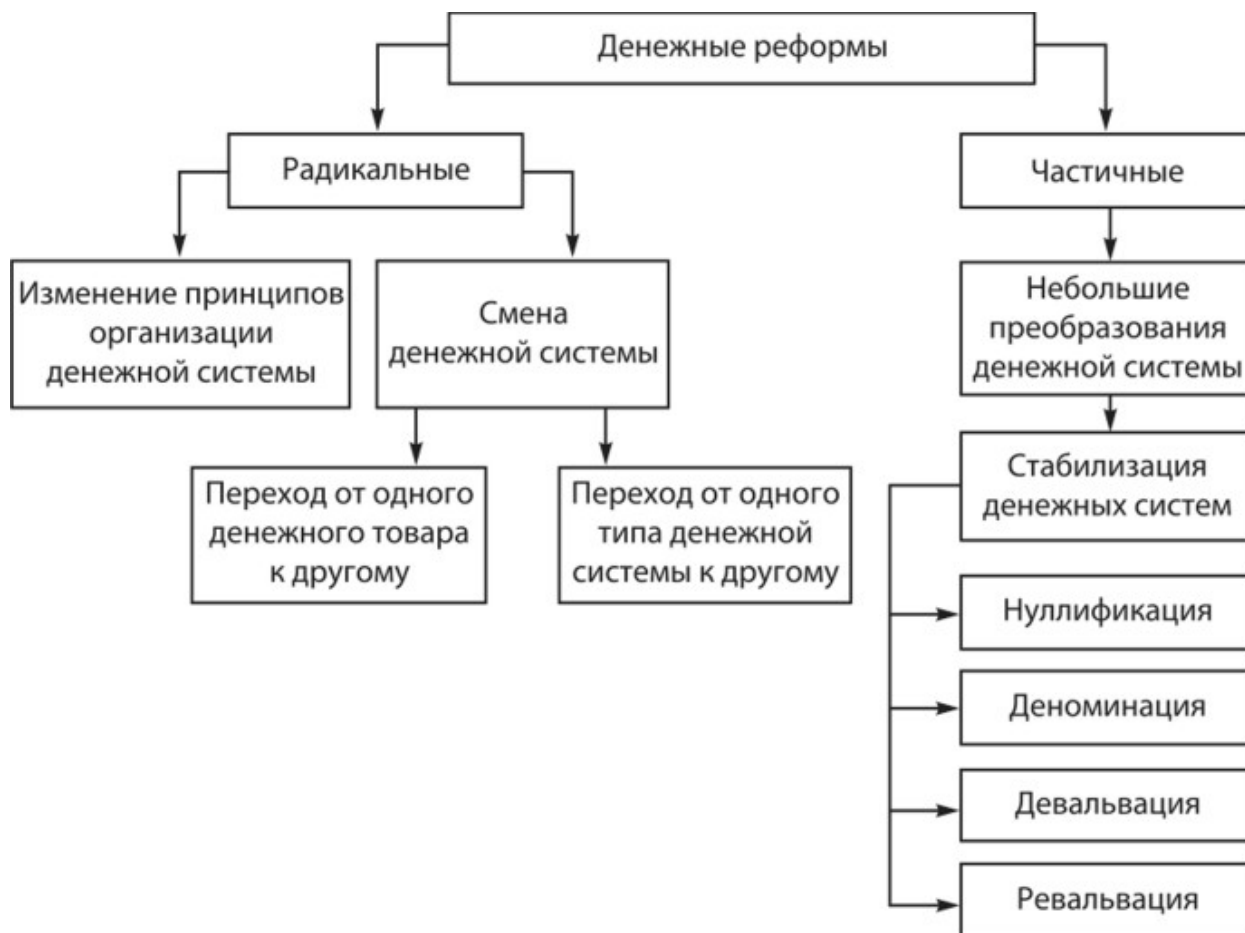 Денежные реформы
Радикальные
Частичные
Изменение принципов
организации
денежной системы
Смена
денежной системы
Небольшие
преобразования
денежной системы
Переход от одного
денежного товара
к другому
Переход от одного
типа денежной
системы к другому
Стабилизация
денежных систем
Нуллификация
Деноминация
Девальвация
Ревальвация